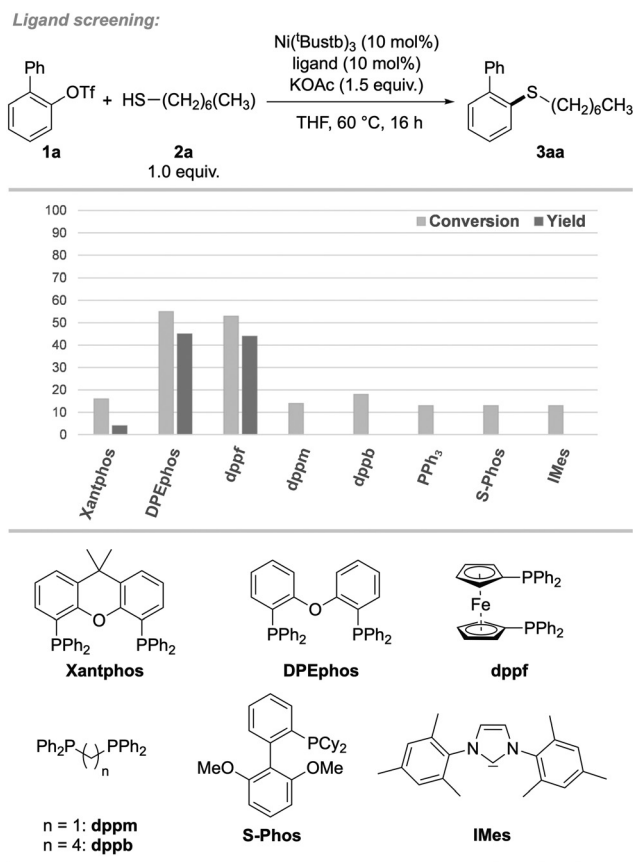 Ligand screening:
Ni(ᵗBustb)₃ (10 mol%)
ligand (10 mol%)
KOAc (1.5 equiv.)
THF, 60 °C, 16 h
Ph
OTf
+
HS—(CH₂)₆(CH₃)
Ph
S
(CH₂)₆CH₃
1a
2a
3aa
1.0 equiv.
Conversion Yield
100
90
80
70
60
50
40
30
20
10
0
Xantphos
DPEphos
dppf
dppm
dppb
PPh₃
S-Phos
IMes
O
PPh₂ PPh₂
Xantphos
O
PPh₂ PPh₂
DPEphos
PPh₂
Fe
PPh₂
dppf
Ph₂P (C)n PPh₂
n = 1: dppm
n = 4: dppb
PCy₂
MeO OMe
S-Phos
N N
IMes